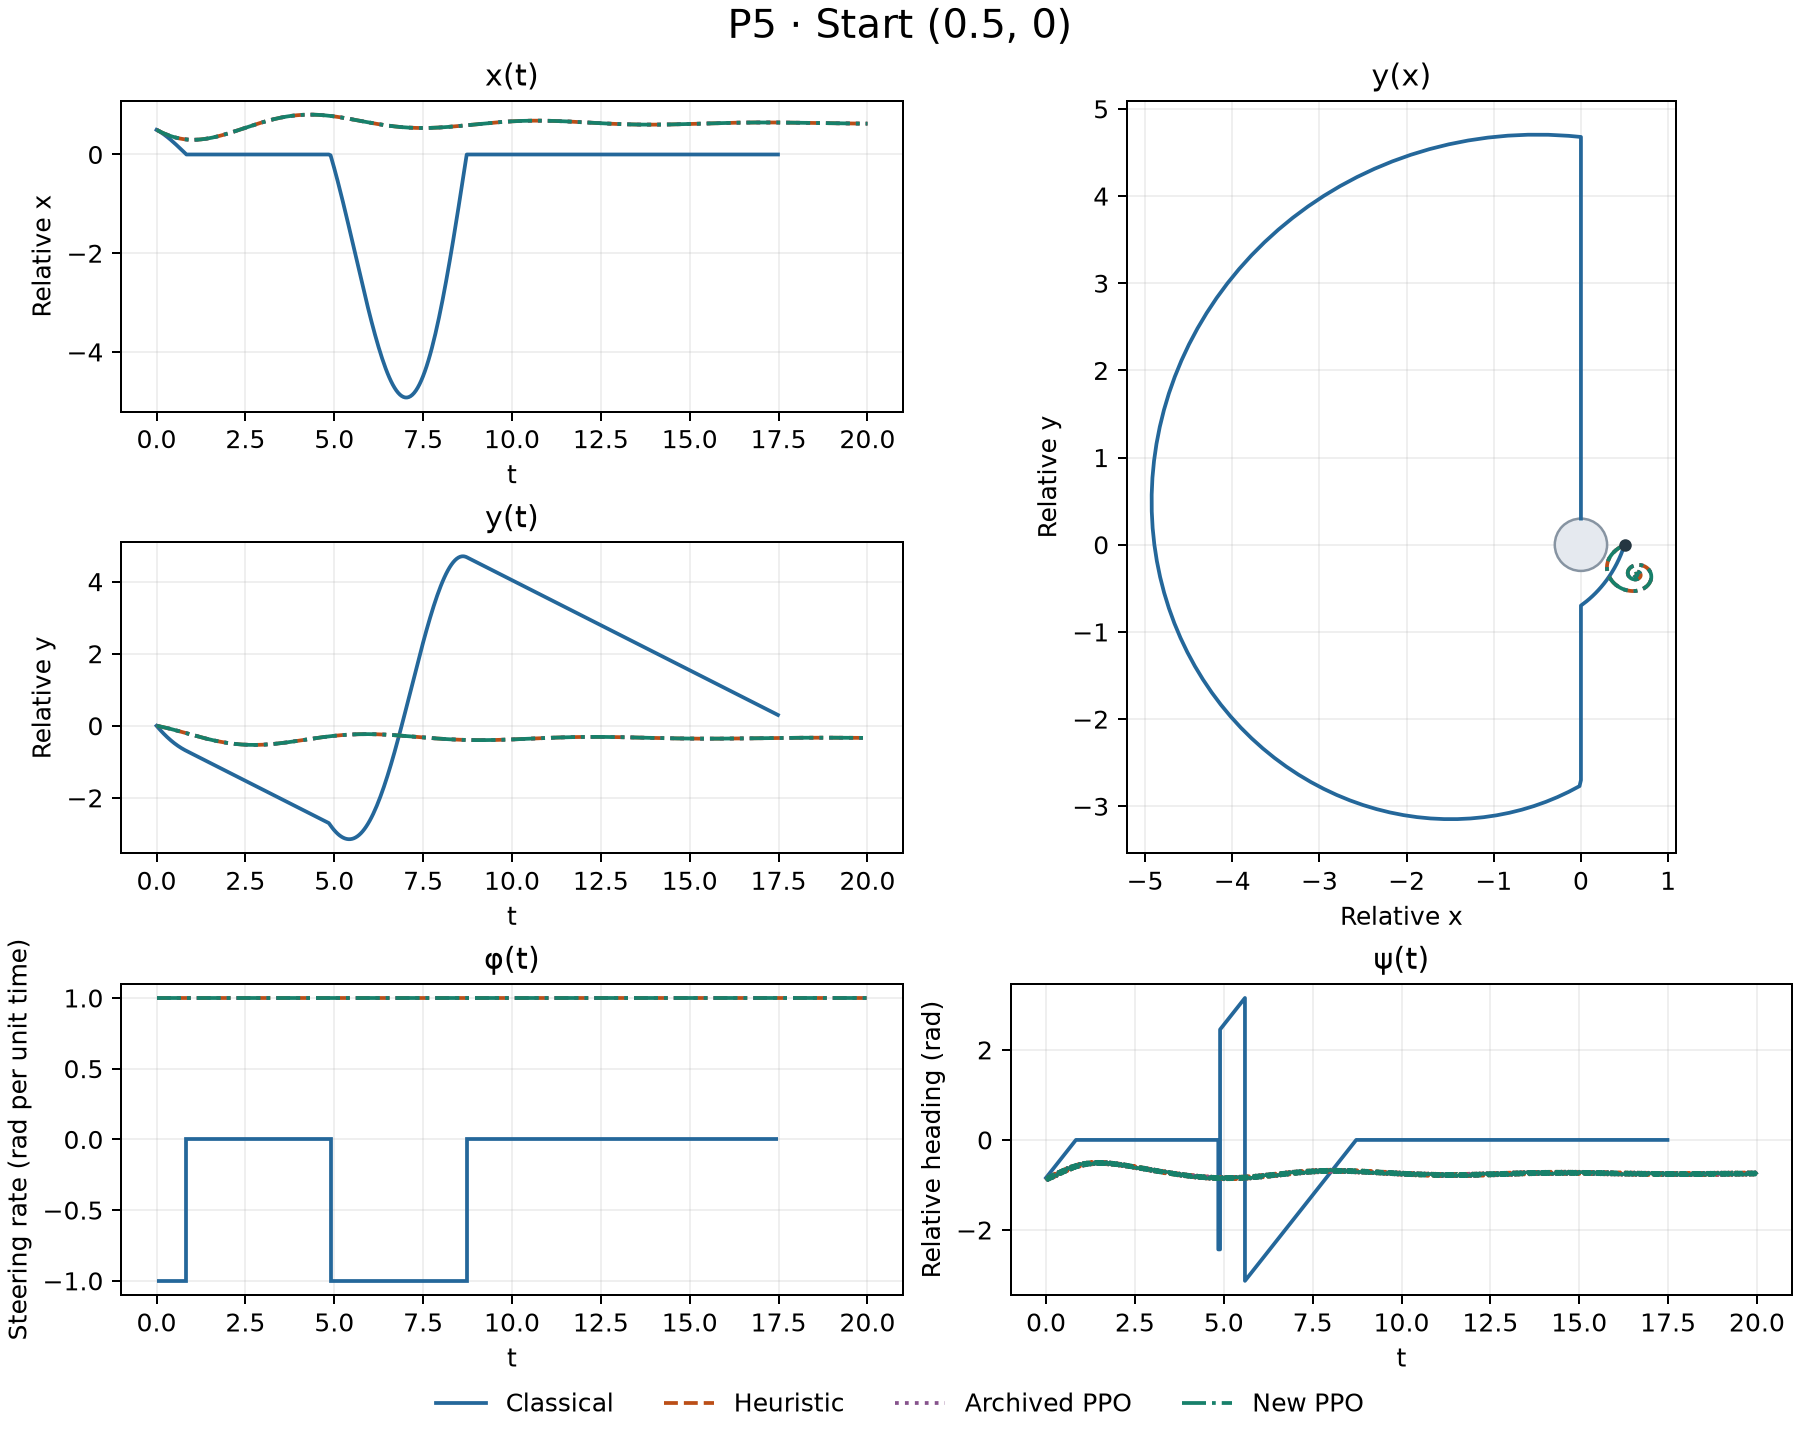 P5 · Start (0.5, 0)
x(t)
Relative x
0
−2
−4
0.0 2.5 5.0 7.5 10.0 12.5 15.0 17.5 20.0
t
y(x)
Relative y
5
4
3
2
1
0
−1
−2
−3
−5 −4 −3 −2 −1 0 1
Relative x
y(t)
Relative y
4
2
0
−2
0.0 2.5 5.0 7.5 10.0 12.5 15.0 17.5 20.0
t
φ(t)
Steering rate (rad per unit time)
1.0
0.5
0.0
−0.5
−1.0
0.0 2.5 5.0 7.5 10.0 12.5 15.0 17.5 20.0
t
ψ(t)
Relative heading (rad)
2
0
−2
0.0 2.5 5.0 7.5 10.0 12.5 15.0 17.5 20.0
t
Classical Heuristic Archived PPO New PPO